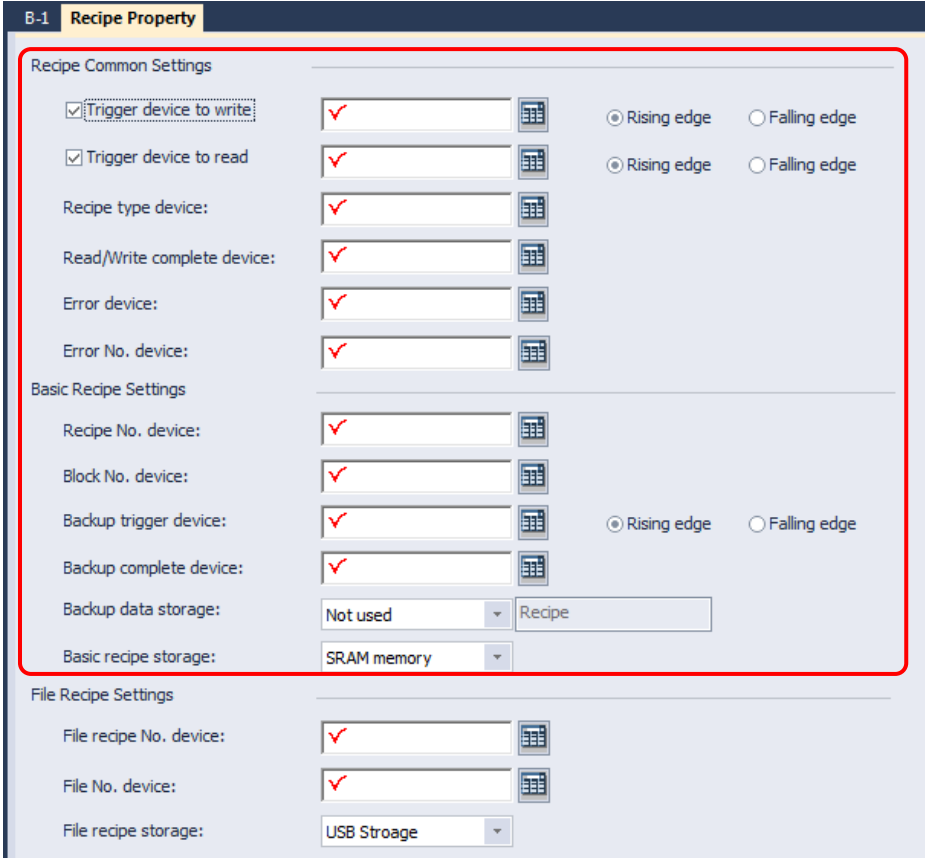 B-1 Recipe Property
Recipe Common Settings
Trigger device to write Rising edge Falling edge
Trigger device to read Rising edge Falling edge
Recipe type device:
Read/Write complete device:
Error device:
Error No. device:
Basic Recipe Settings
Recipe No. device:
Block No. device:
Backup trigger device: Rising edge Falling edge
Backup complete device:
Backup data storage: Not used Recipe
Basic recipe storage: SRAM memory
File Recipe Settings
File recipe No. device:
File No. device:
File recipe storage: USB Stroage